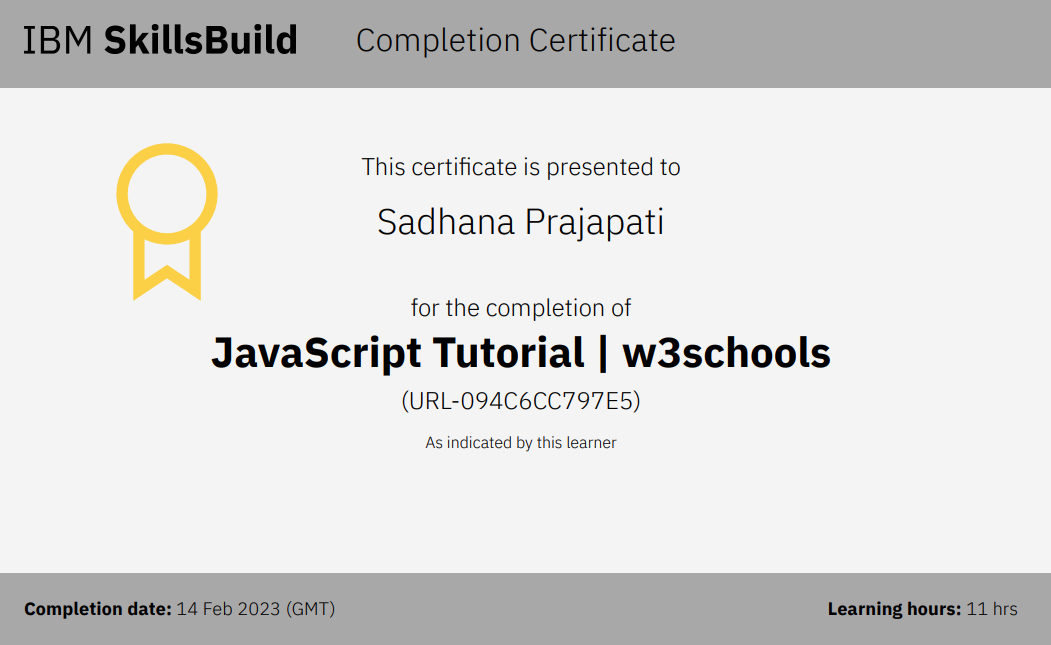 IBM SkillsBuild Completion Certificate
This certificate is presented to
Sadhana Prajapati
for the completion of
JavaScript Tutorial | w3schools
(URL-094C6CC797E5)
As indicated by this learner
Completion date: 14 Feb 2023 (GMT) Learning hours: 11 hrs